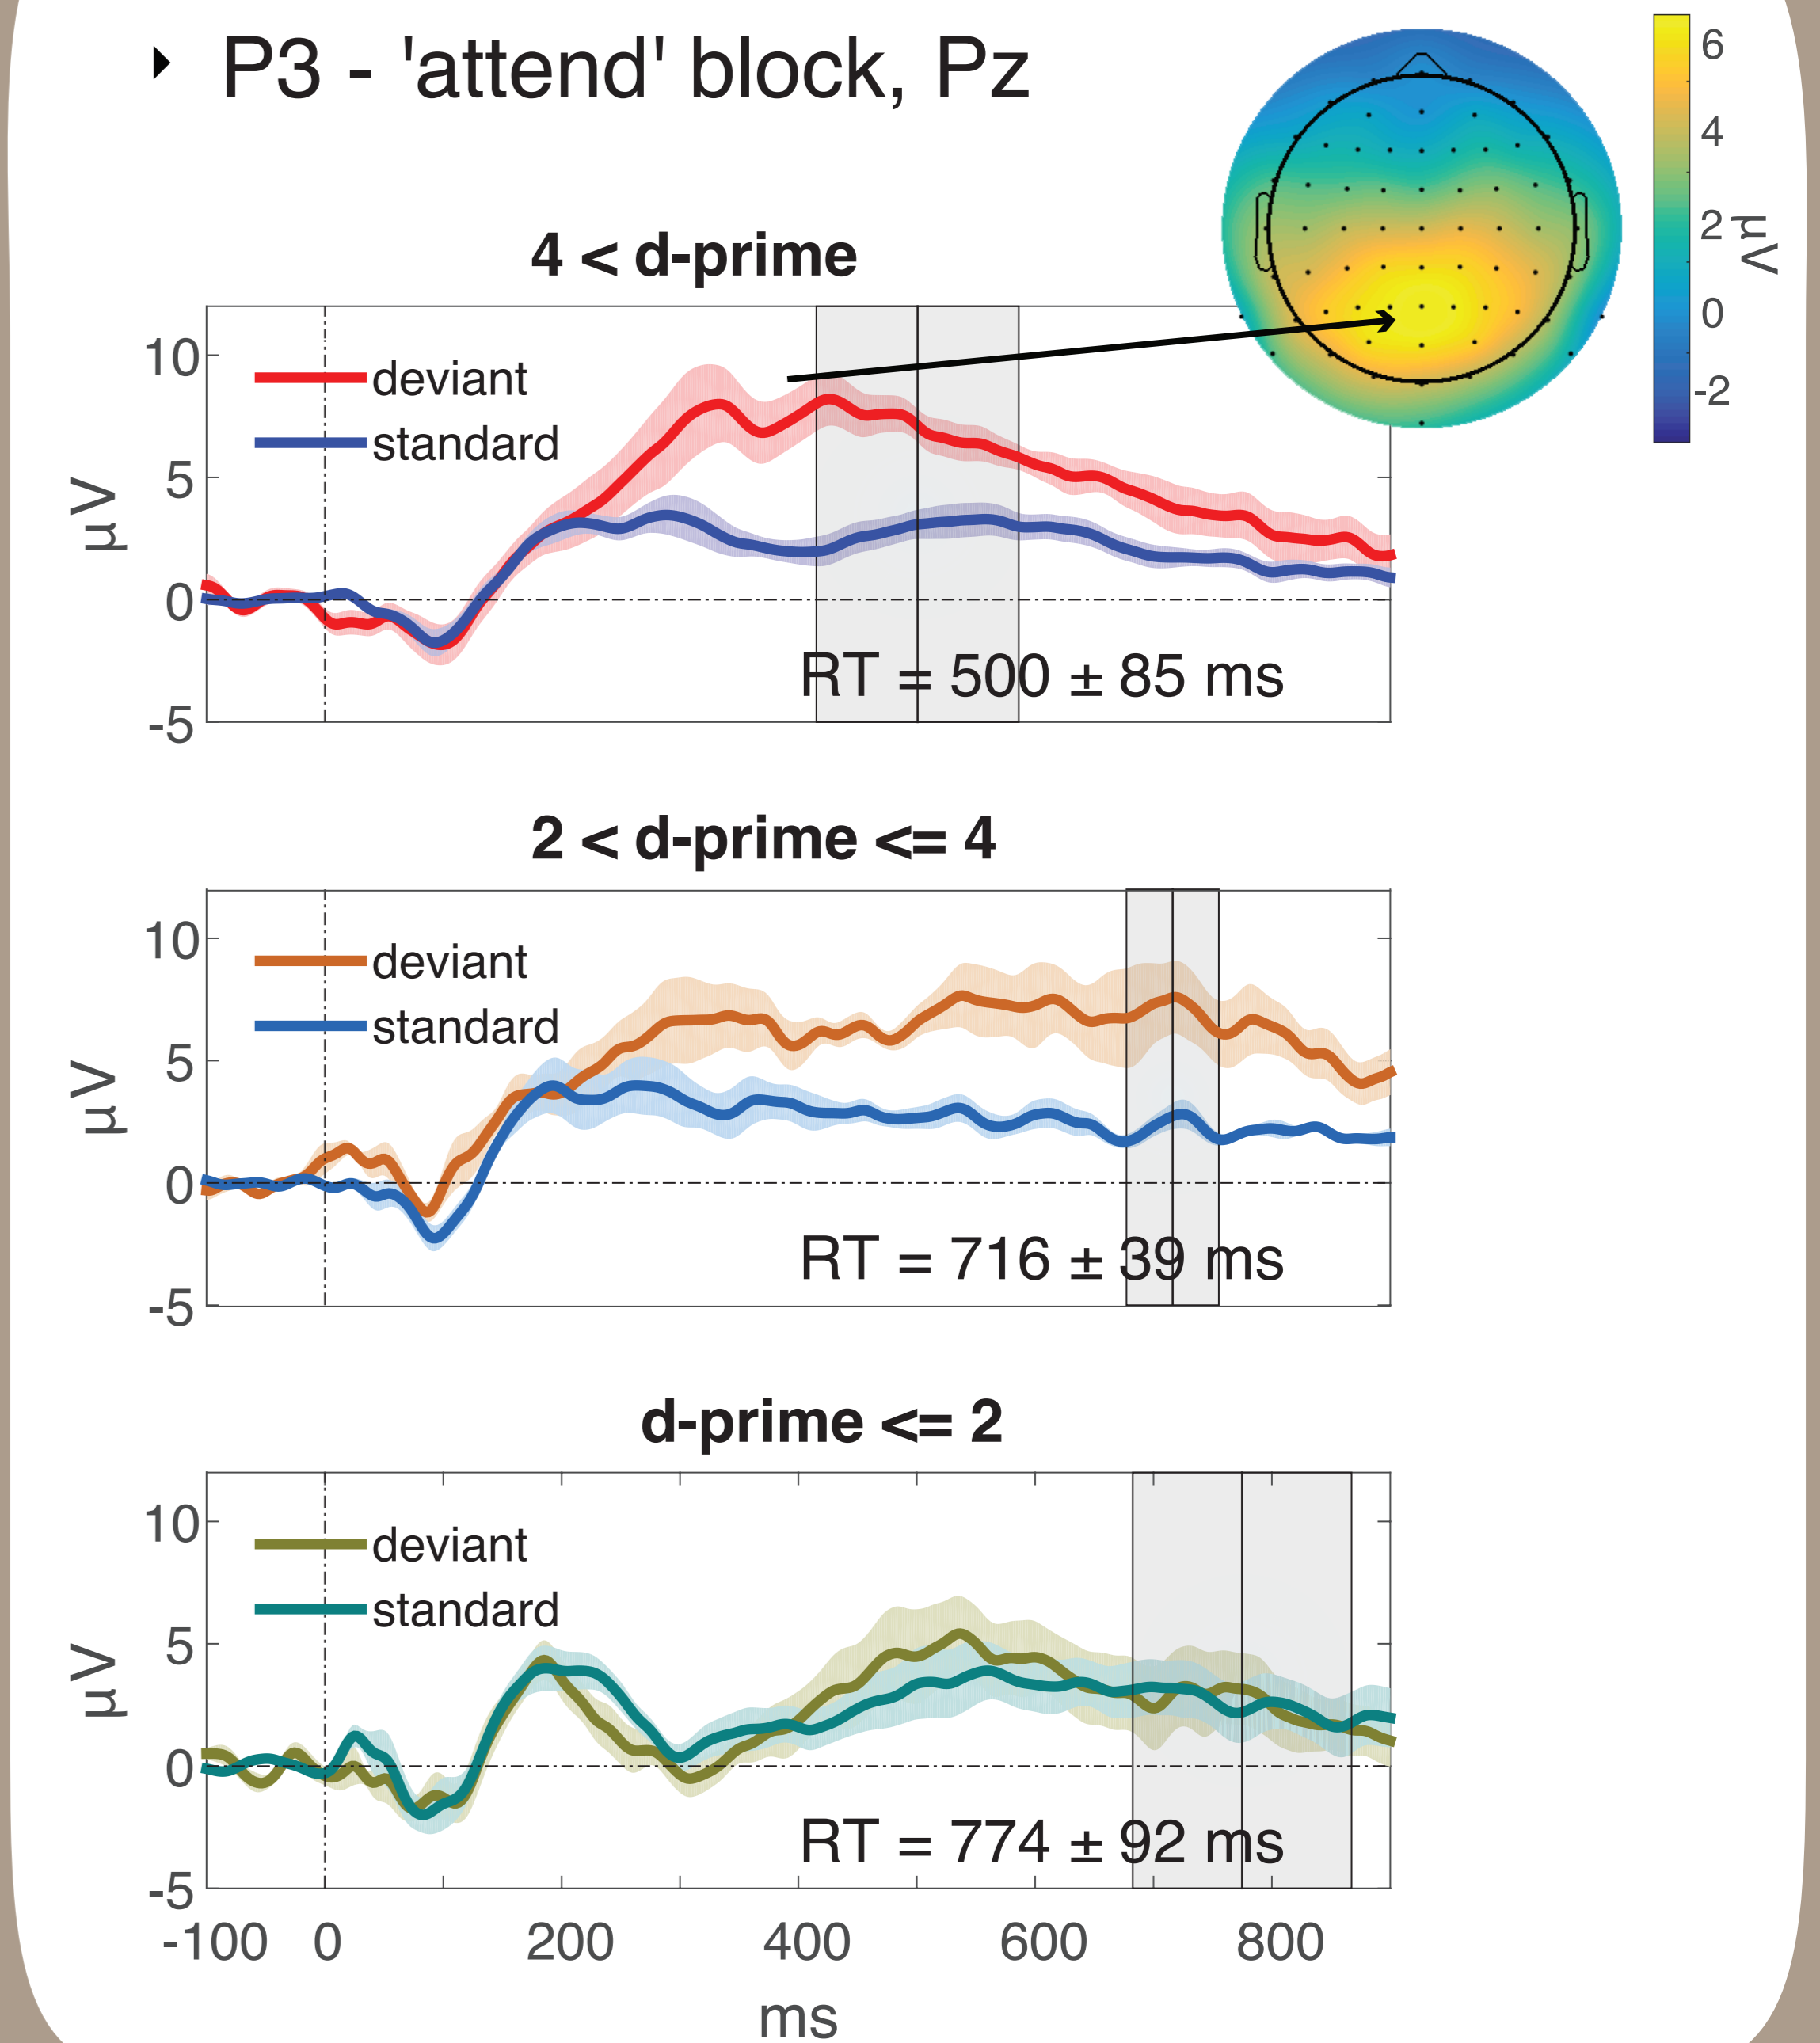 P3 - 'attend' block, Pz
6
4
2
0
-2
µV
4 < d-prime
10
5
0
-5
µV
deviant
standard
RT = 500 ± 85 ms
2 < d-prime <= 4
10
5
0
-5
µV
deviant
standard
RT = 716 ± 39 ms
d-prime <= 2
10
5
0
-5
µV
deviant
standard
RT = 774 ± 92 ms
-100 0 200 400 600 800
ms